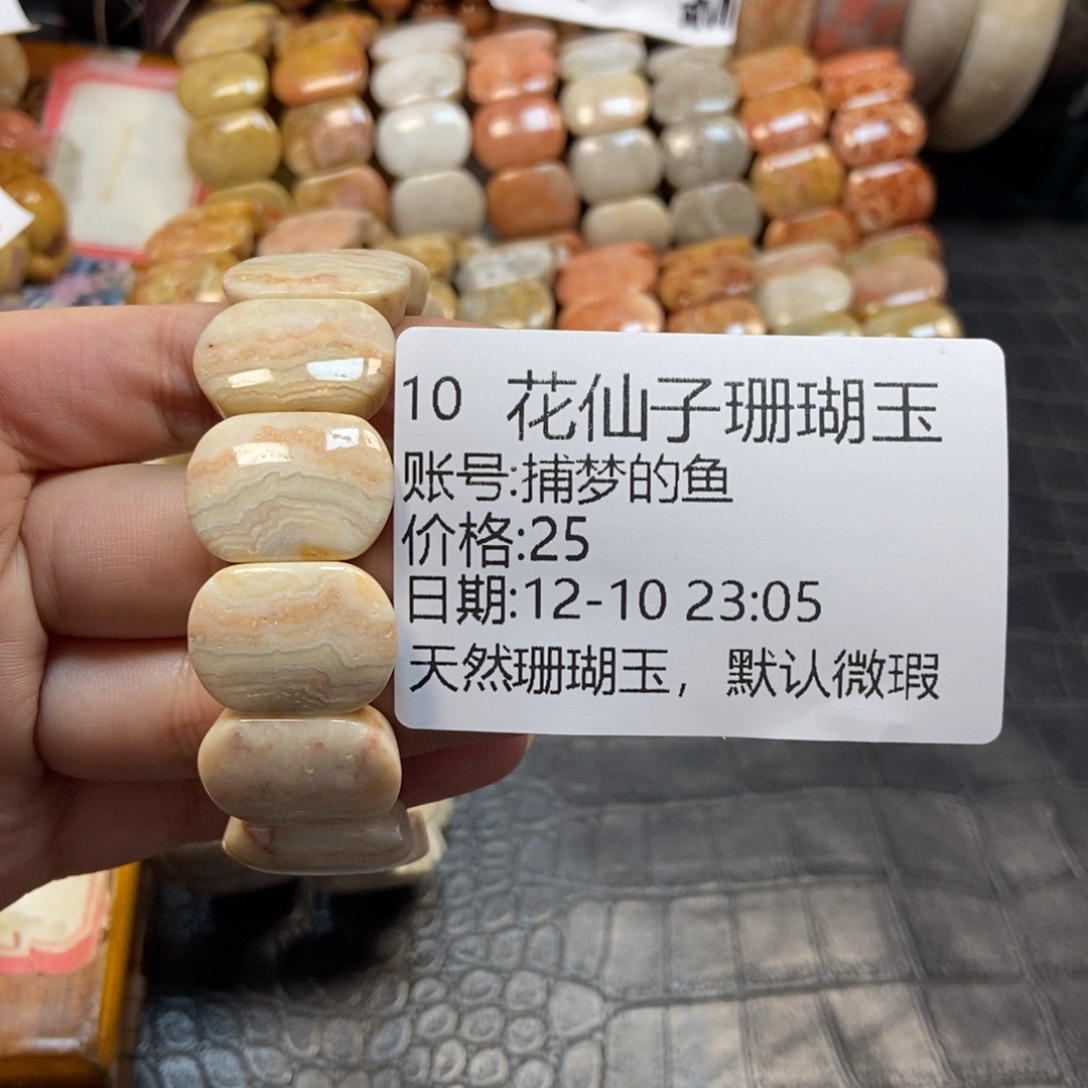 10 花仙子珊瑚玉
账号:捕梦的鱼
价格:25
日期:12-10 23:05
天然珊瑚玉，默认微瑕